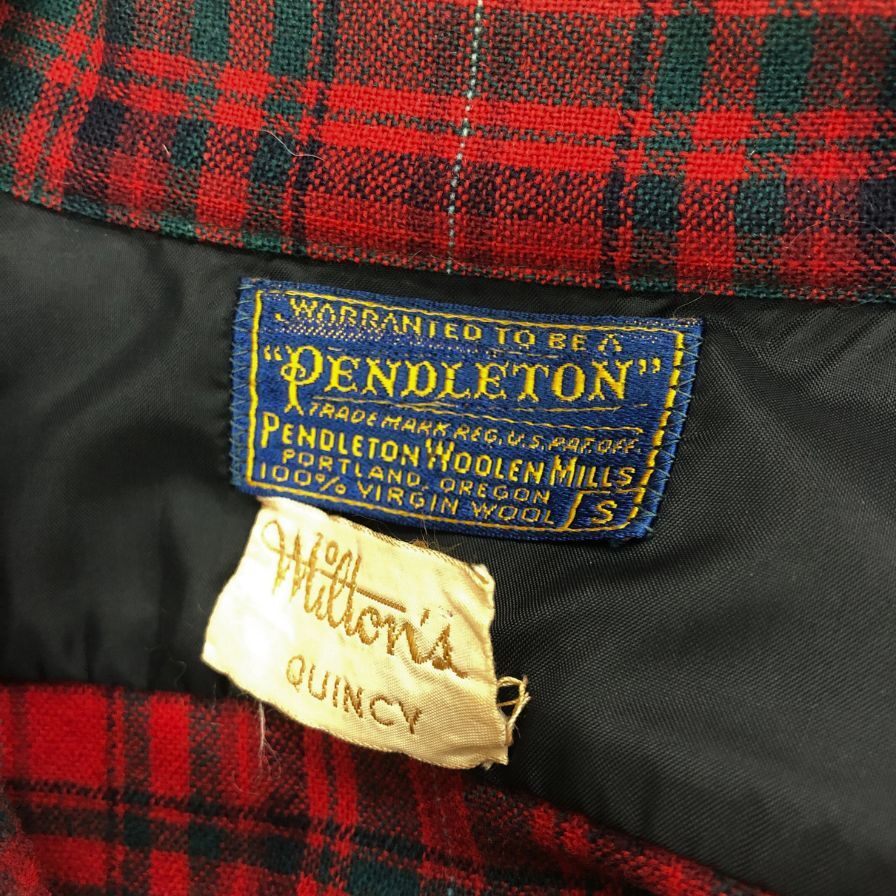 WARRANTED TO BE A
"PENDLETON"
TRADE MARK REG. U.S. PAT. OFF.
PENDLETON WOOLEN MILLS
PORTLAND, OREGON
100% VIRGIN WOOL S
Milton's
QUINCY